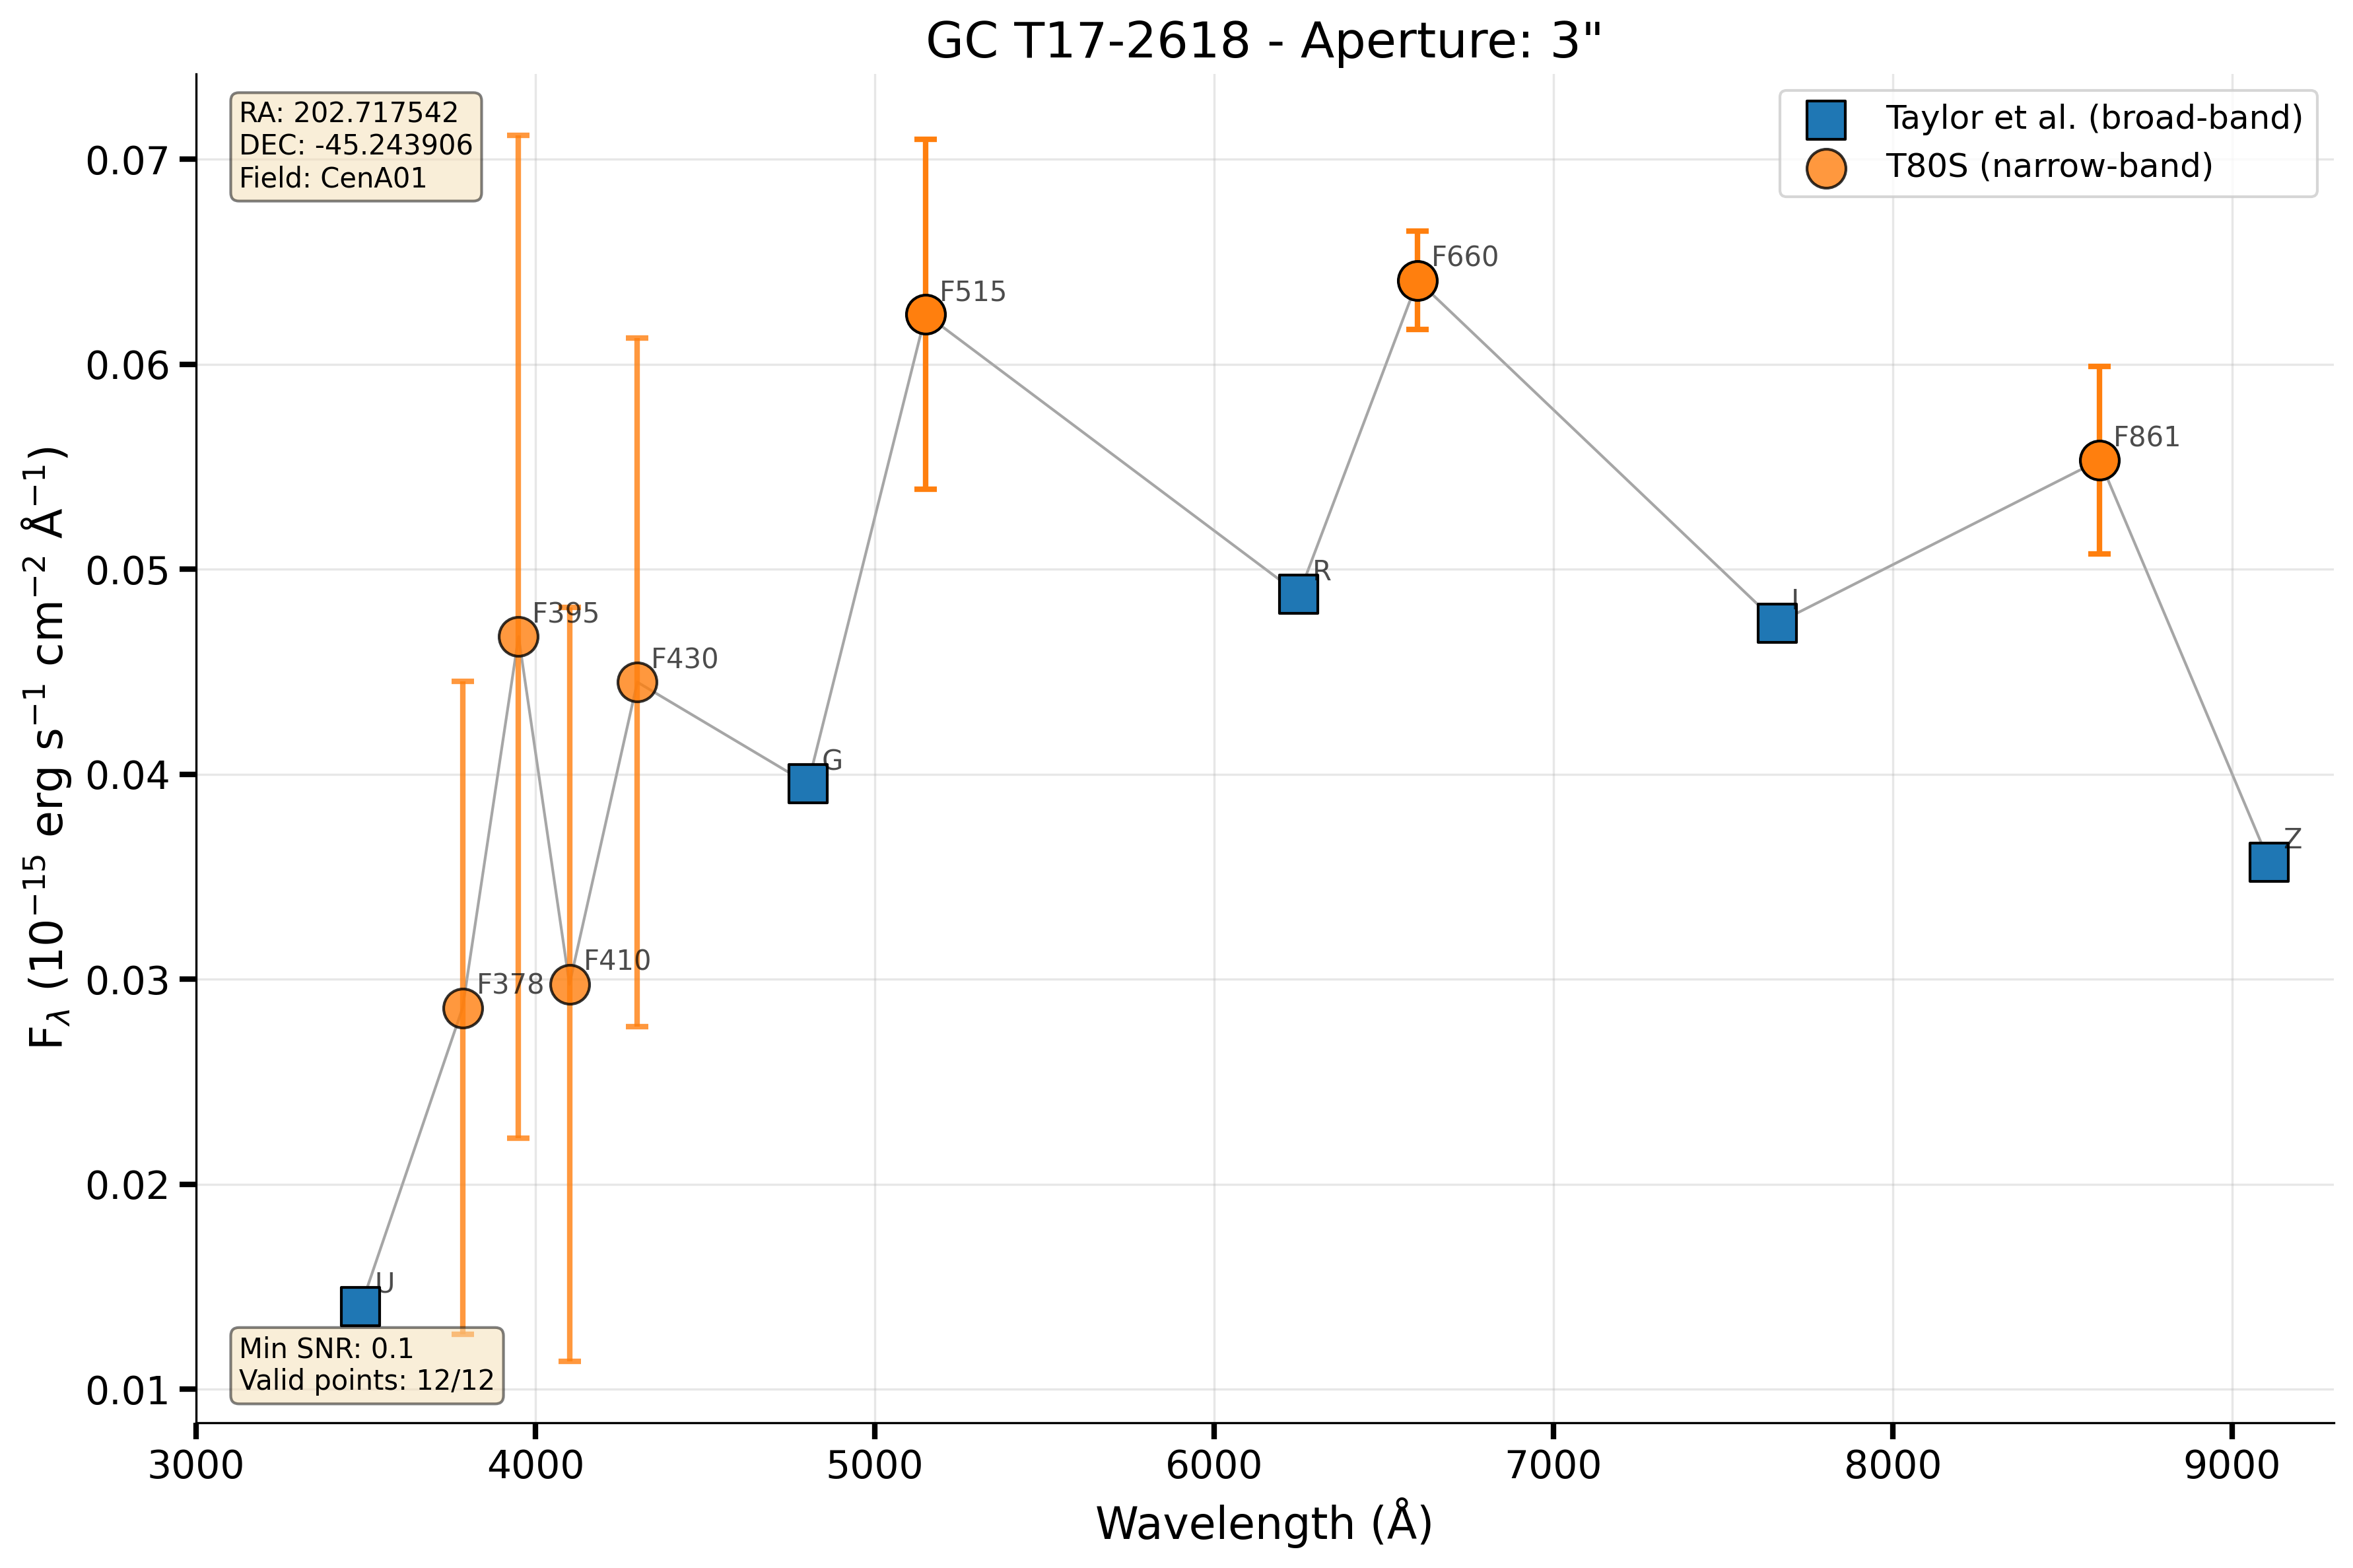 GC T17-2618 - Aperture: 3"
RA: 202.717542
DEC: -45.243906
Field: CenA01
Taylor et al. (broad-band)
T80S (narrow-band)
0.07
0.06
0.05
0.04
0.03
0.02
0.01
F660
F515
F861
R
I
F395
F430
G
Z
F410
F378
U
Min SNR: 0.1
Valid points: 12/12
3000 4000 5000 6000 7000 8000 9000
Wavelength (Å)
Fλ (10⁻¹⁵ erg s⁻¹ cm⁻² Å⁻¹)